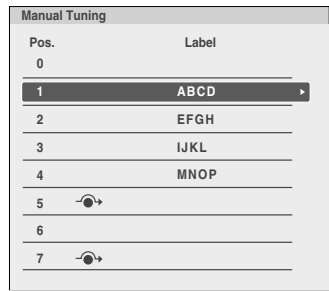 Manual Tuning
Pos. Label
0
1 ABCD
2 EFGH
3 IJKL
4 MNOP
5
6
7